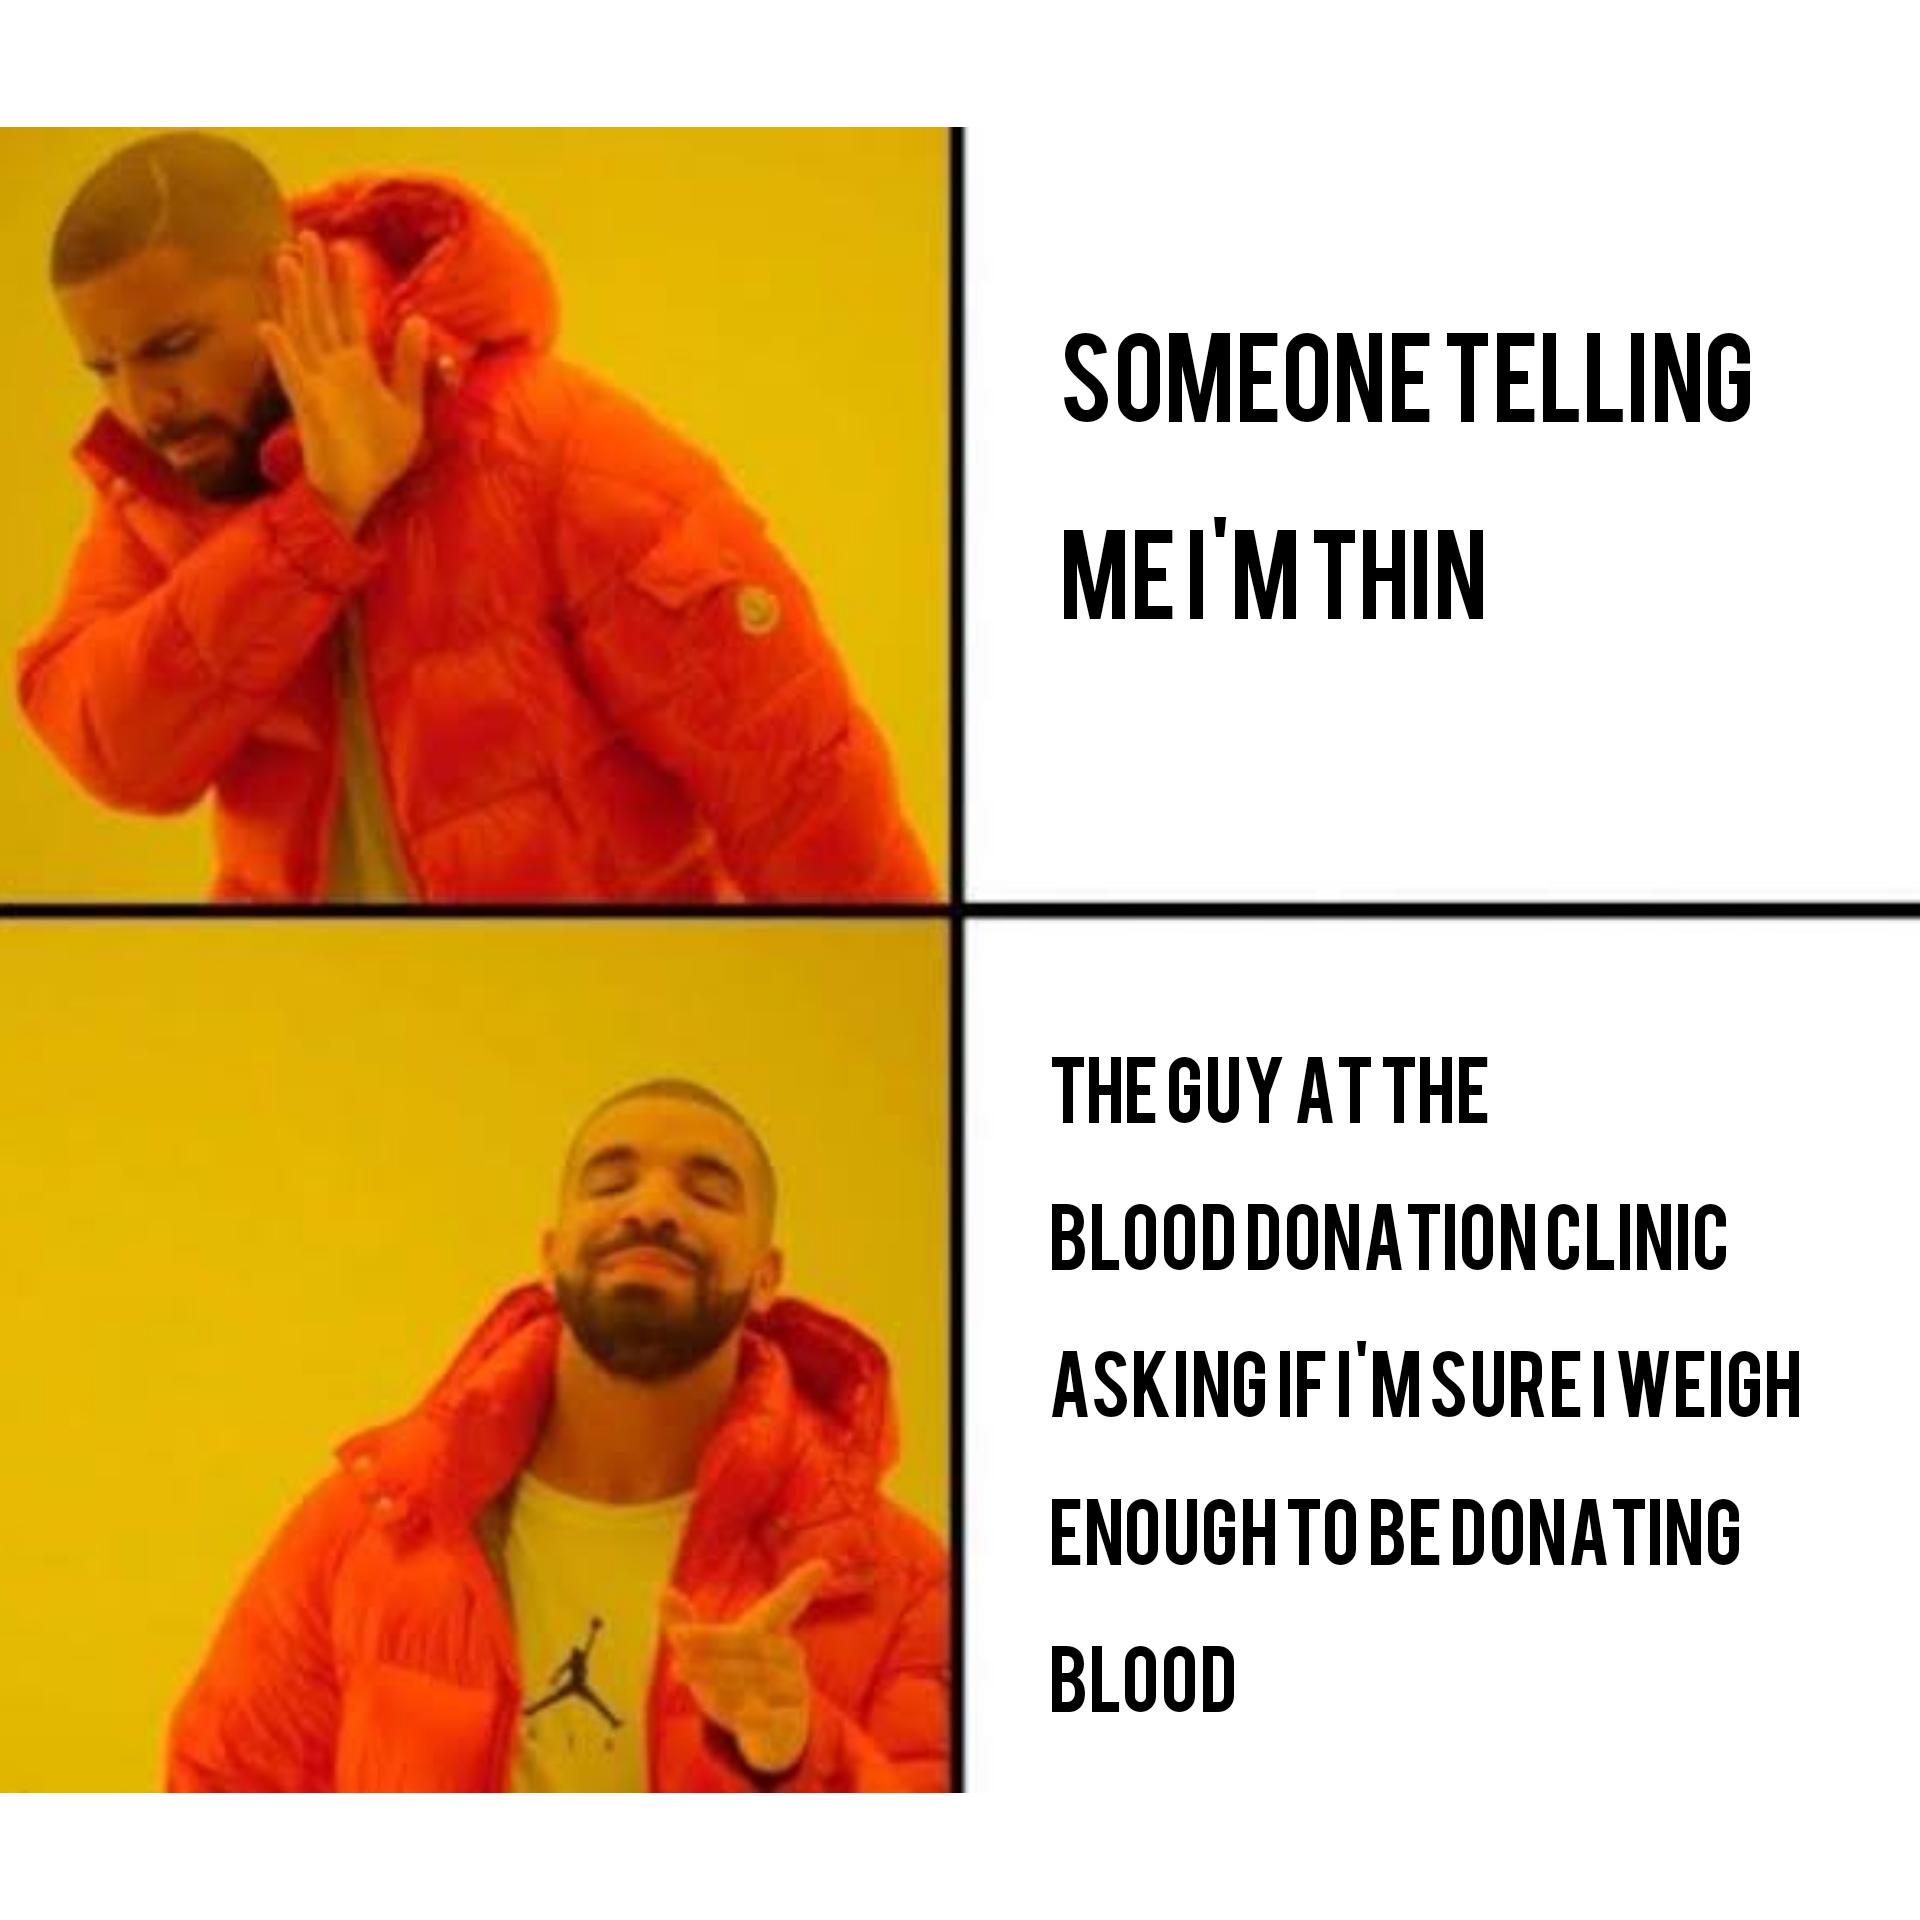 SOMEONE TELLING
ME I'M THIN
THE GUY AT THE
BLOOD DONATION CLINIC
ASKING IF I'M SURE I WEIGH
ENOUGH TO BE DONATING
BLOOD